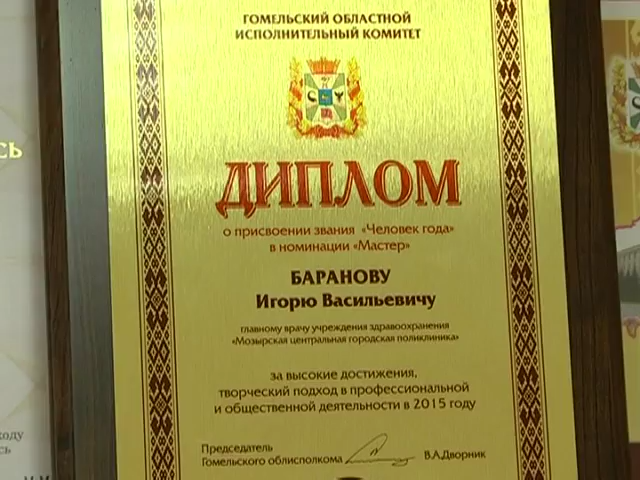 ГОМЕЛЬСКИЙ ОБЛАСТНОЙ
ИСПОЛНИТЕЛЬНЫЙ КОМИТЕТ
ДИПЛОМ
о присвоении звания «Человек года»
в номинации «Мастер»
БАРАНОВУ
Игорю Васильевичу
главному врачу учреждения здравоохранения
«Мозырская центральная городская поликлиника»
за высокие достижения,
творческий подход в профессиональной
и общественной деятельности в 2015 году
Председатель
Гомельского облисполкома В.А.Дворник